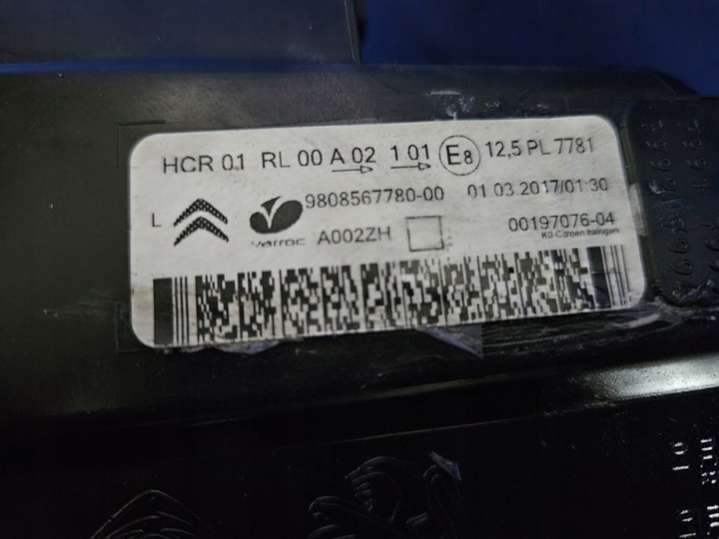 HCR 01 RL 00 A 02 1 01 E8 12,5 PL 7781
L varroc 9808567780-00 01.03.2017/01:30
A002ZH 00197076-04